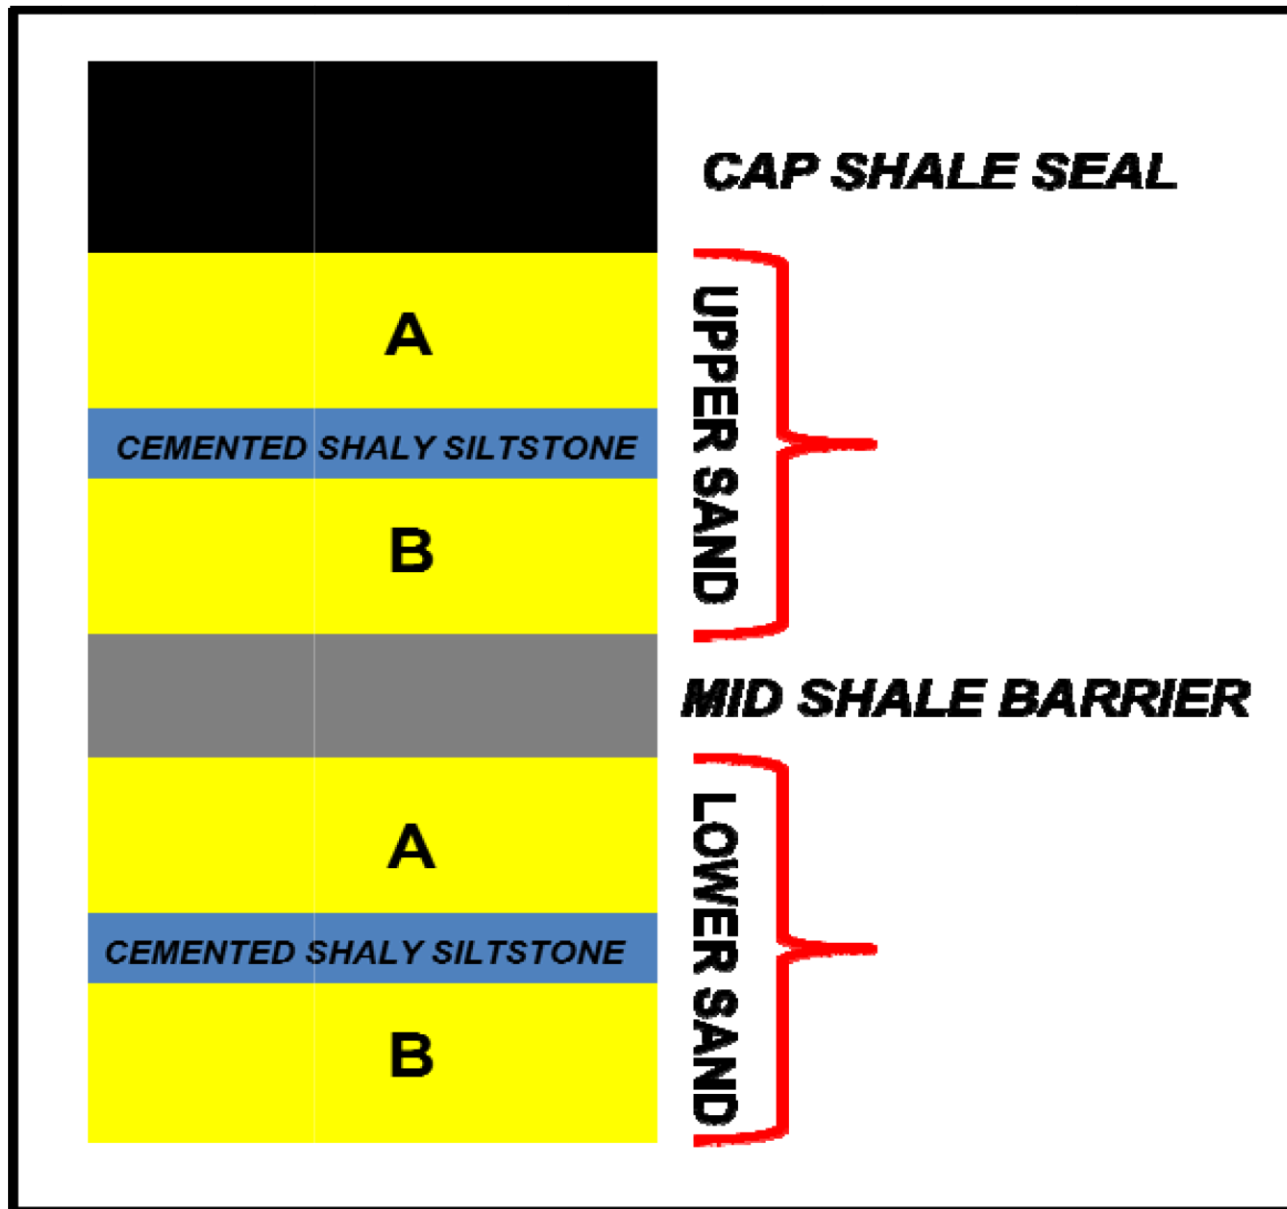 CAP SHALE SEAL
A
CEMENTED SHALY SILTSTONE
B
UPPER SAND
MID SHALE BARRIER
A
CEMENTED SHALY SILTSTONE
B
LOWER SAND